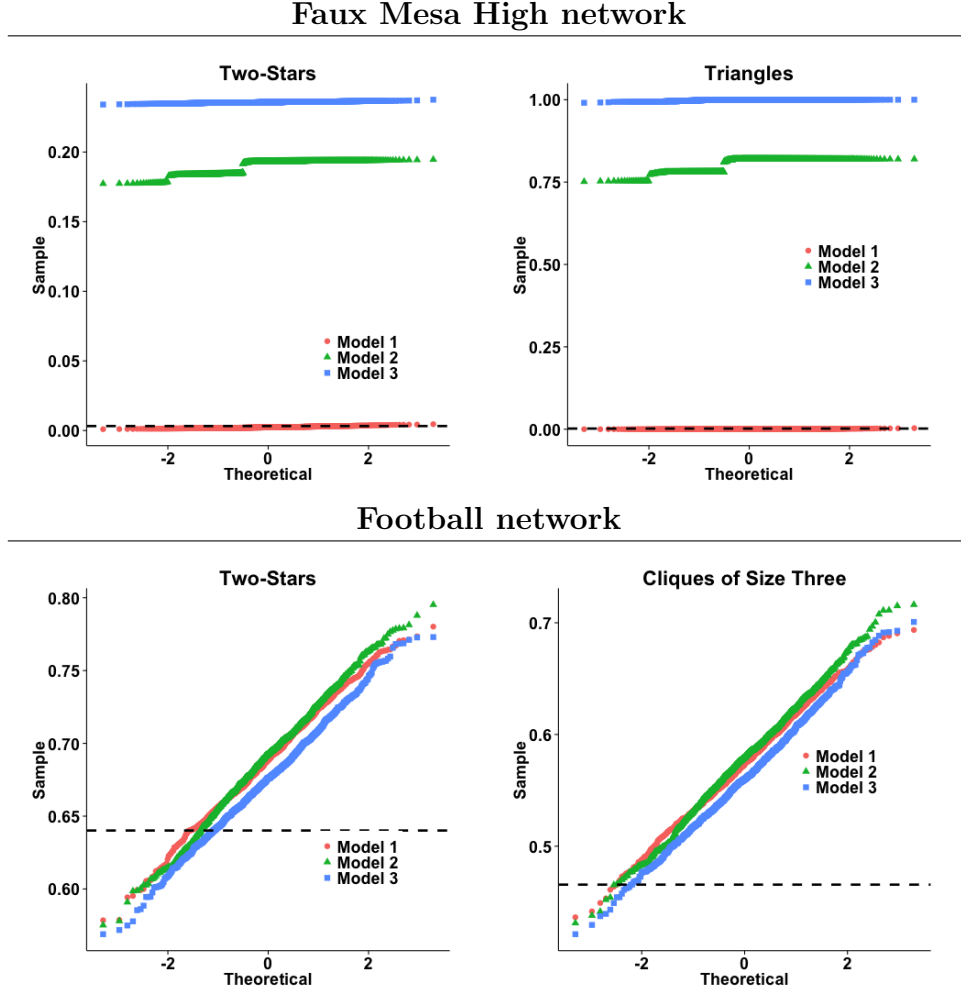 Faux Mesa High network
Two-Stars
Sample
0.20
0.15
0.10
0.05
0.00
Model 1
Model 2
Model 3
-2 0 2
Theoretical
Triangles
Sample
1.00
0.75
0.50
0.25
0.00
Model 1
Model 2
Model 3
-2 0 2
Theoretical
Football network
Two-Stars
Sample
0.80
0.75
0.70
0.65
0.60
Model 1
Model 2
Model 3
-2 0 2
Theoretical
Cliques of Size Three
Sample
0.7
0.6
0.5
Model 1
Model 2
Model 3
-2 0 2
Theoretical